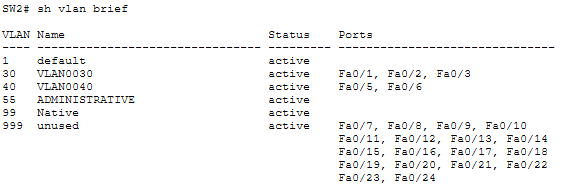 SW2# sh vlan brief
VLAN Name                             Status    Ports
---- -------------------------------- --------- -------------------------------
1    default                          active
30   VLAN0030                         active    Fa0/1, Fa0/2, Fa0/3
40   VLAN0040                         active    Fa0/5, Fa0/6
55   ADMINISTRATIVE                   active
99   Native                           active
999  unused                           active    Fa0/7, Fa0/8, Fa0/9, Fa0/10
                                                Fa0/11, Fa0/12, Fa0/13, Fa0/14
                                                Fa0/15, Fa0/16, Fa0/17, Fa0/18
                                                Fa0/19, Fa0/20, Fa0/21, Fa0/22
                                                Fa0/23, Fa0/24